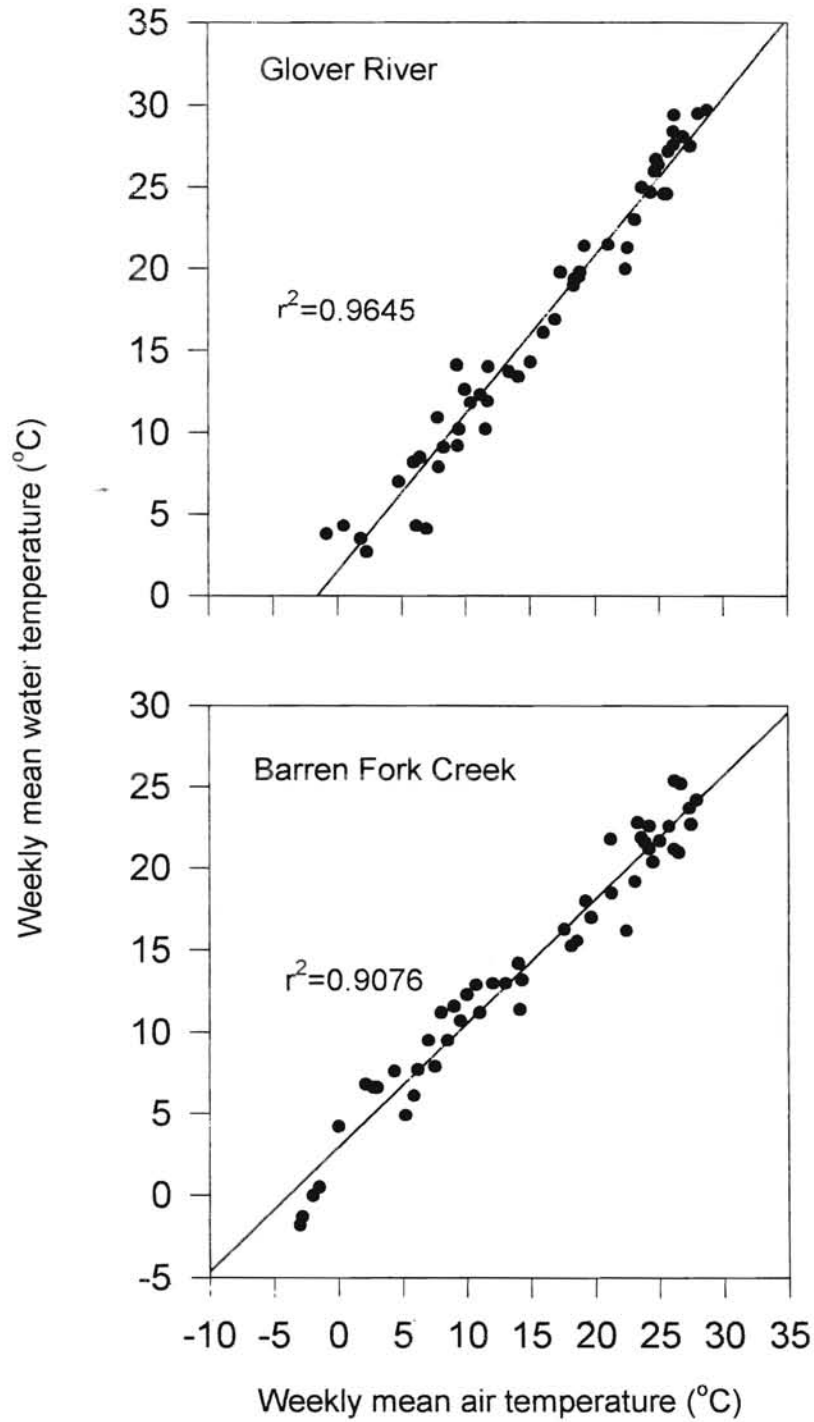 Weekly mean water temperature (°C)
35
30
25
20
15
10
5
0
Glover River
r²=0.9645
30
25
20
15
10
5
0
-5
Barren Fork Creek
r²=0.9076
-10 -5 0 5 10 15 20 25 30 35
Weekly mean air temperature (°C)